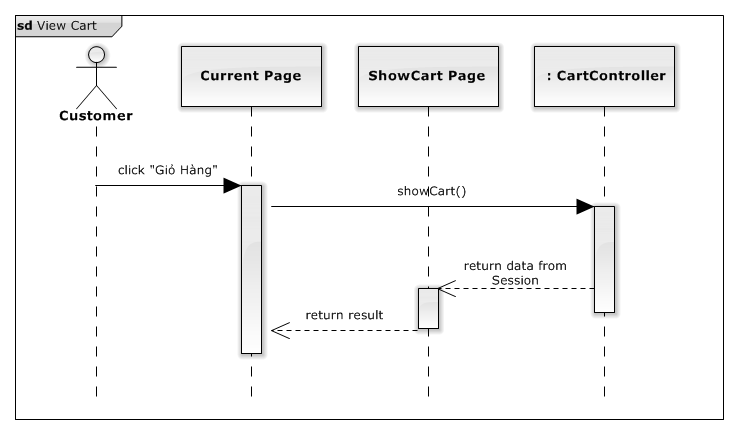 sd View Cart
Current Page
ShowCart Page
: CartController
Customer
click "Giỏ Hàng"
showCart()
return data from
Session
return result